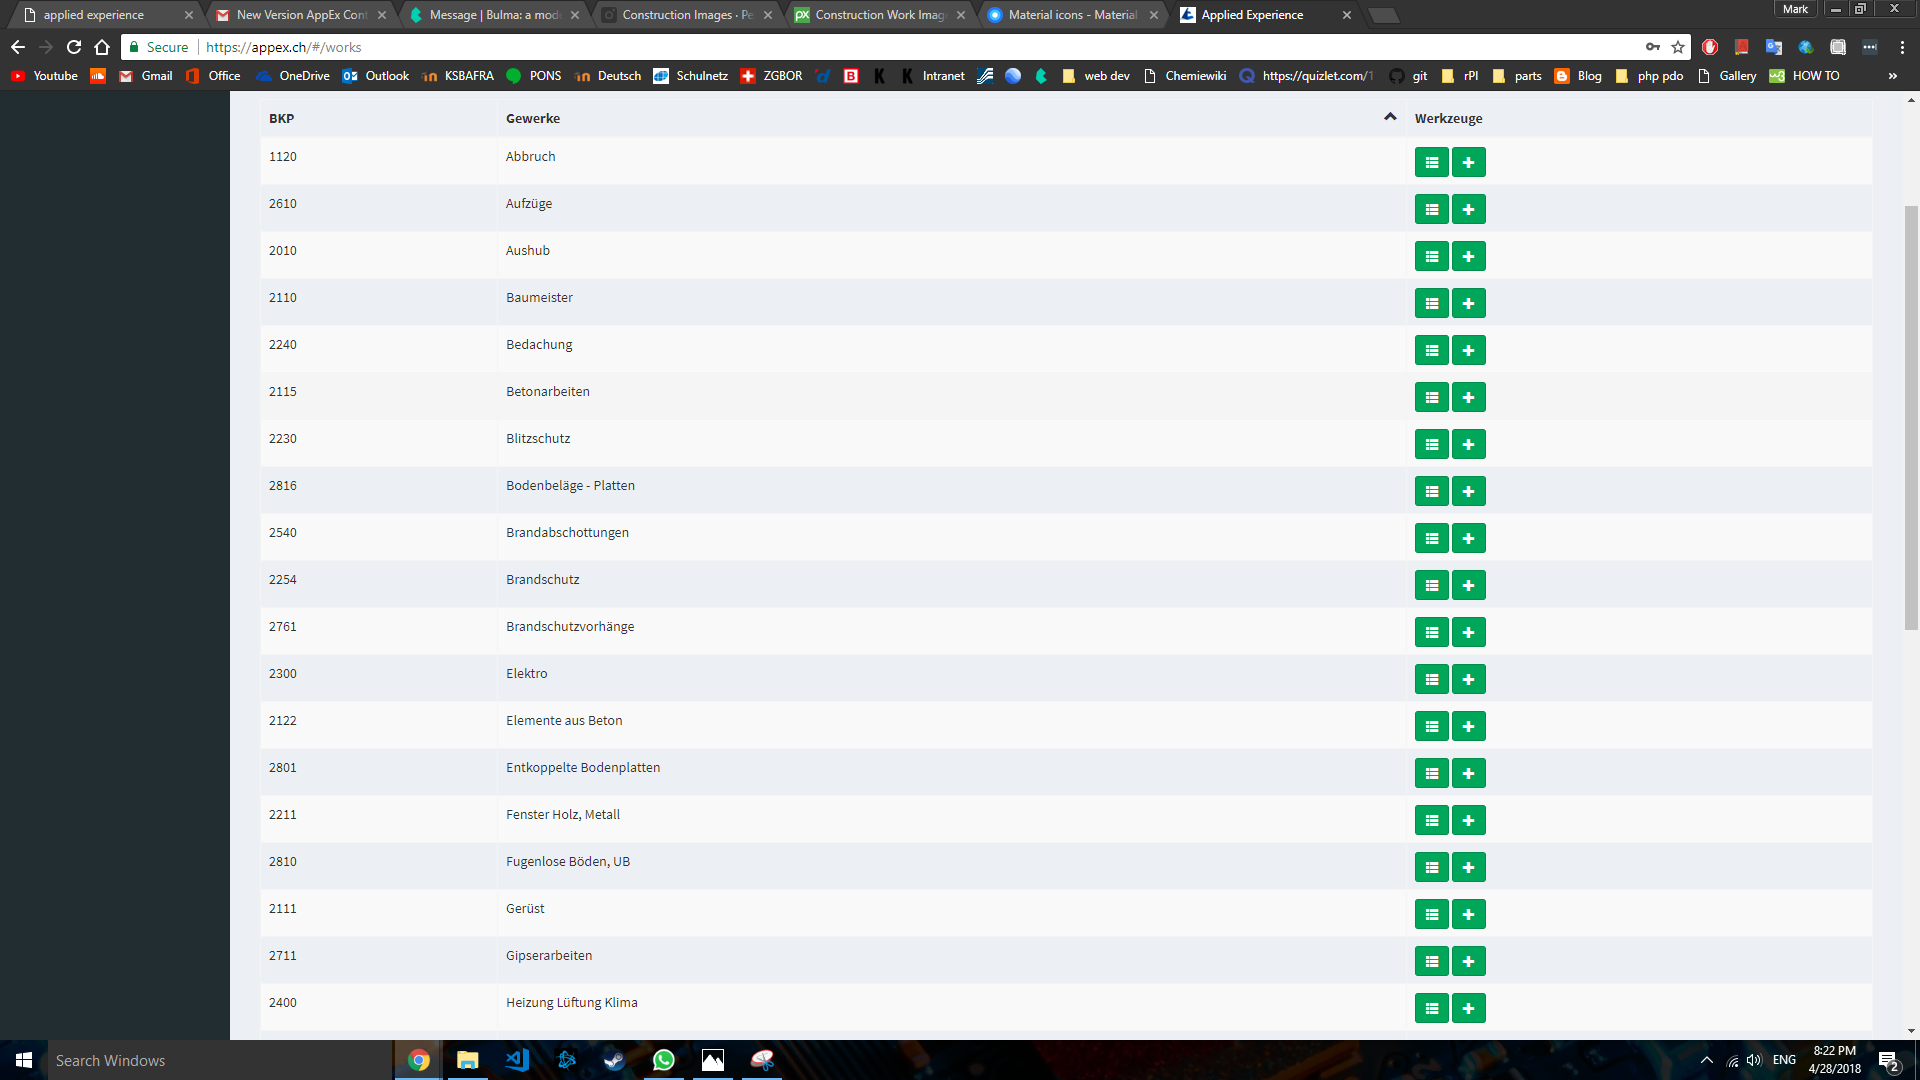 applied experience
New Version AppEx Cont
Message | Bulma: a mod
Construction Images · Pe
Construction Work Imag
Material icons - Material
Applied Experience
Mark
Secure
https://appex.ch/#/works
Youtube
Gmail
Office
OneDrive
Outlook
KSBAFRA
PONS
Deutsch
Schulnetz
ZGBOR
Intranet
web dev
Chemiewiki
https://quizlet.com/1
git
rPI
parts
Blog
php pdo
Gallery
HOW TO
»
BKP Gewerke Werkzeuge
1120 Abbruch
2610 Aufzüge
2010 Aushub
2110 Baumeister
2240 Bedachung
2115 Betonarbeiten
2230 Blitzschutz
2816 Bodenbeläge - Platten
2540 Brandabschottungen
2254 Brandschutz
2761 Brandschutzvorhänge
2300 Elektro
2122 Elemente aus Beton
2801 Entkoppelte Bodenplatten
2211 Fenster Holz, Metall
2810 Fugenlose Böden, UB
2111 Gerüst
2711 Gipserarbeiten
2400 Heizung Lüftung Klima
Search Windows
ENG
8:22 PM
4/28/2018
2